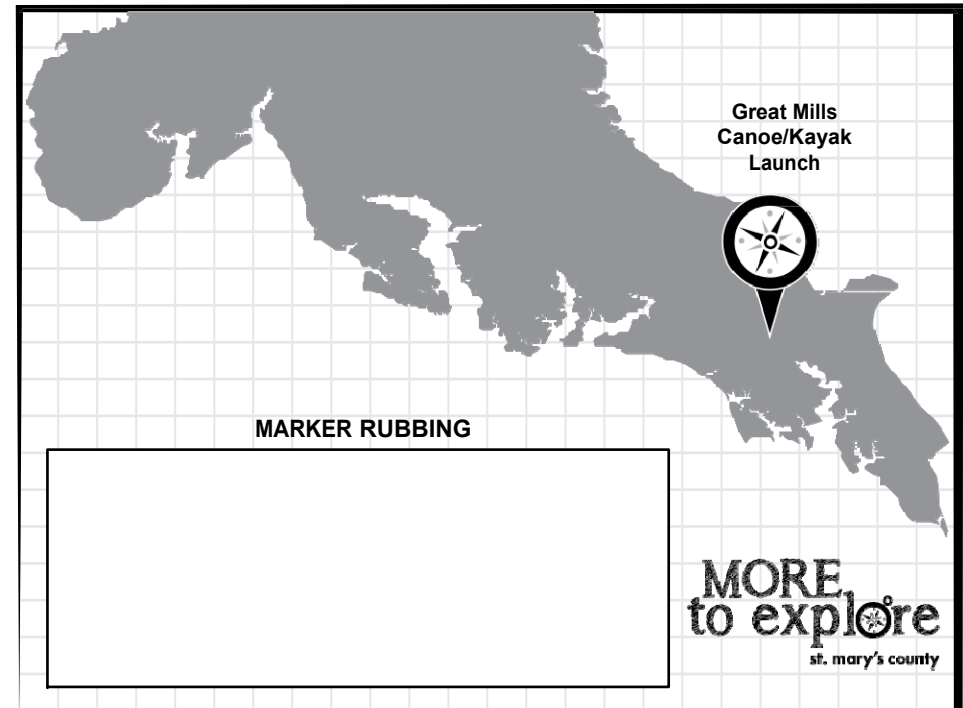 Great Mills
Canoe/Kayak
Launch
MARKER RUBBING
MORE
to explore
st. mary's county